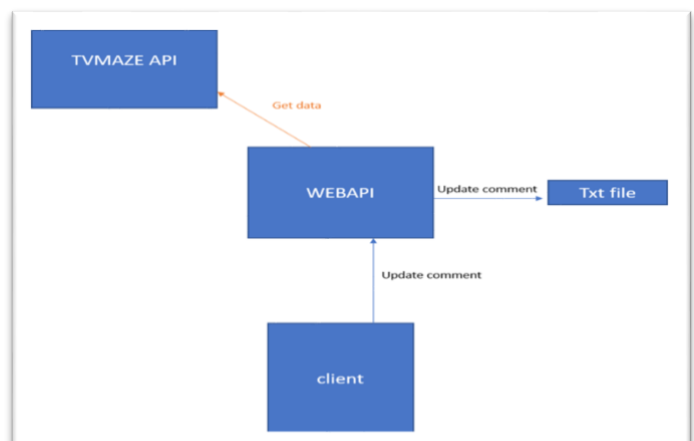 TVMAZE API
Get data
WEBAPI
Update comment
Txt file
Update comment
client